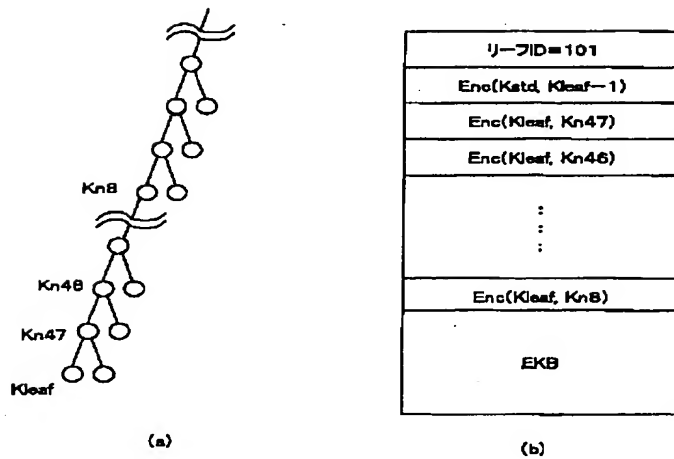 Kn8
Kn46
Kn47
Kleaf
(a)
リーフID=101
Enc(Kstd, Kleaf-1)
Enc(Kleaf, Kn47)
Enc(Kleaf, Kn46)
Enc(Kleaf, Kn8)
EKB
(b)